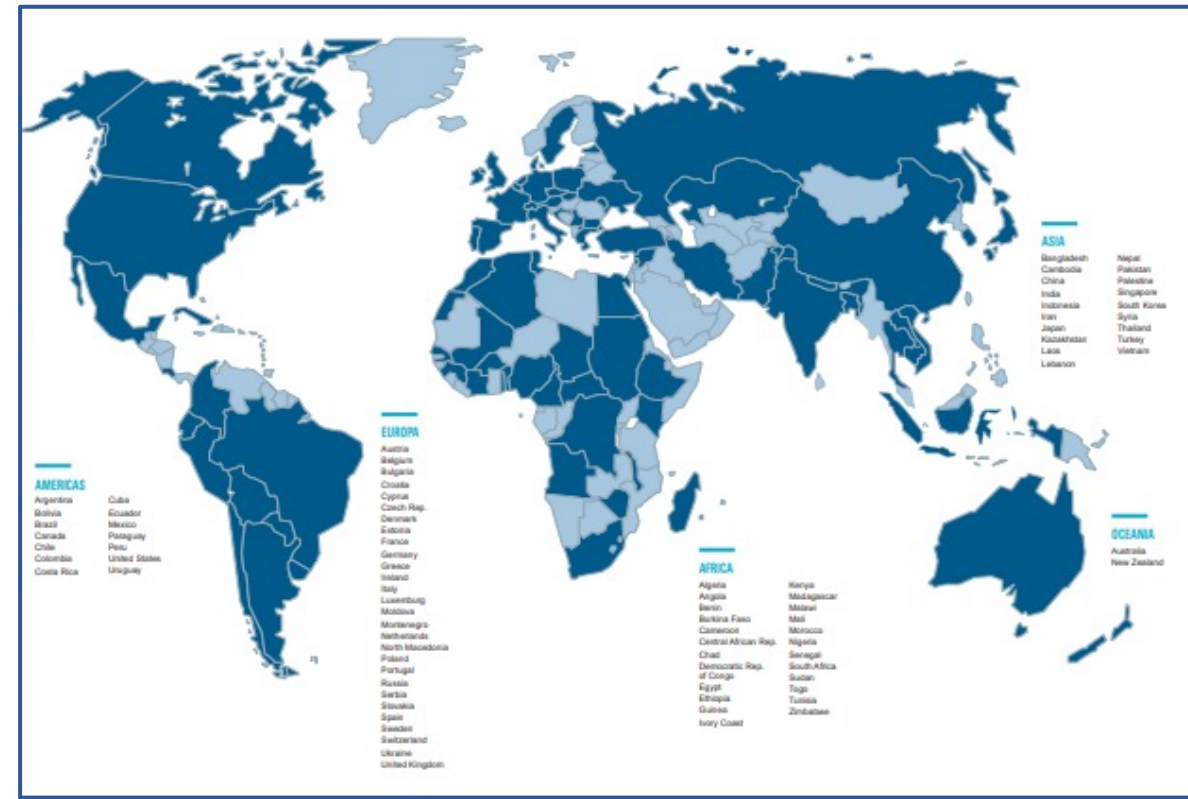 AMERICAS
Argentina
Bolivia
Brazil
Canada
Chile
Colombia
Costa Rica
Cuba
Ecuador
Mexico
Paraguay
Peru
United States
Uruguay
EUROPA
Austria
Belgium
Bulgaria
Croatia
Cyprus
Czech Rep.
Denmark
Estonia
France
Germany
Greece
Ireland
Italy
Luxemburg
Moldova
Montenegro
Netherlands
North Macedonia
Poland
Portugal
Russia
Serbia
Slovakia
Spain
Sweden
Switzerland
Ukraine
United Kingdom
AFRICA
Algeria
Angola
Benin
Burkina Faso
Cameroon
Central African Rep.
Chad
Democratic Rep.
of Congo
Egypt
Ethiopia
Guinea
Ivory Coast
Kenya
Madagascar
Malawi
Mali
Morocco
Nigeria
Senegal
South Africa
Sudan
Togo
Tunisia
Zimbabwe
ASIA
Bangladesh
Cambodia
China
India
Indonesia
Iran
Japan
Kazakhstan
Laos
Lebanon
Nepal
Pakistan
Palestine
Singapore
South Korea
Syria
Thailand
Turkey
Vietnam
OCEANIA
Australia
New Zealand